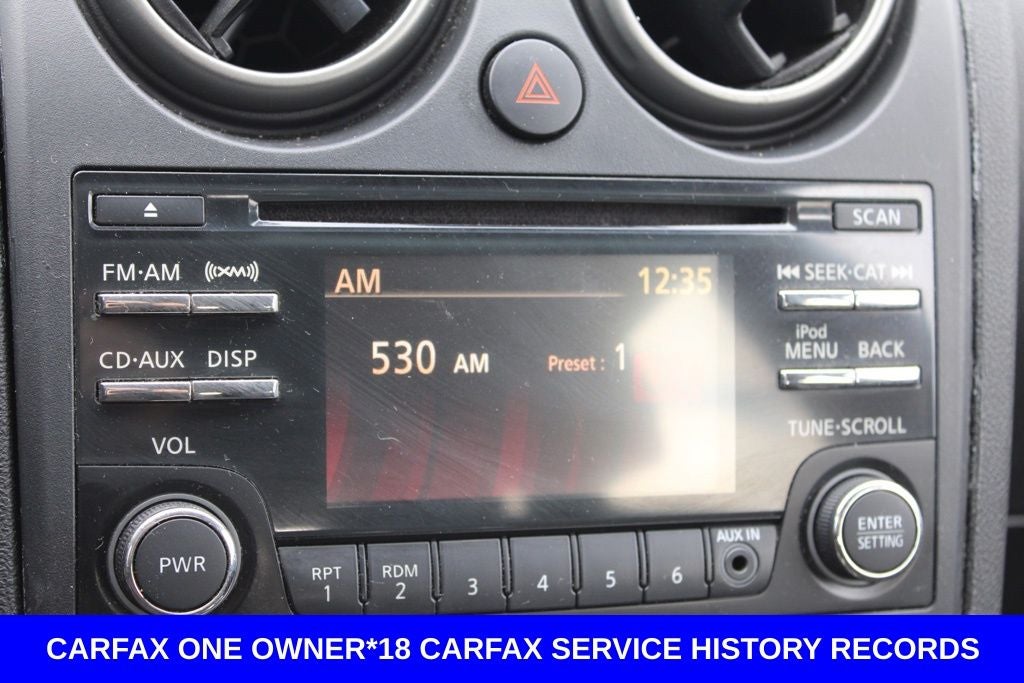 SCAN
FM·AM
((XM))
SEEK·CAT
AM
12:35
530 AM
Preset : 1
iPod
MENU
BACK
CD·AUX
DISP
TUNE·SCROLL
VOL
PWR
RPT
1
RDM
2
3
4
5
6
AUX IN
ENTER
SETTING
CARFAX ONE OWNER*18 CARFAX SERVICE HISTORY RECORDS